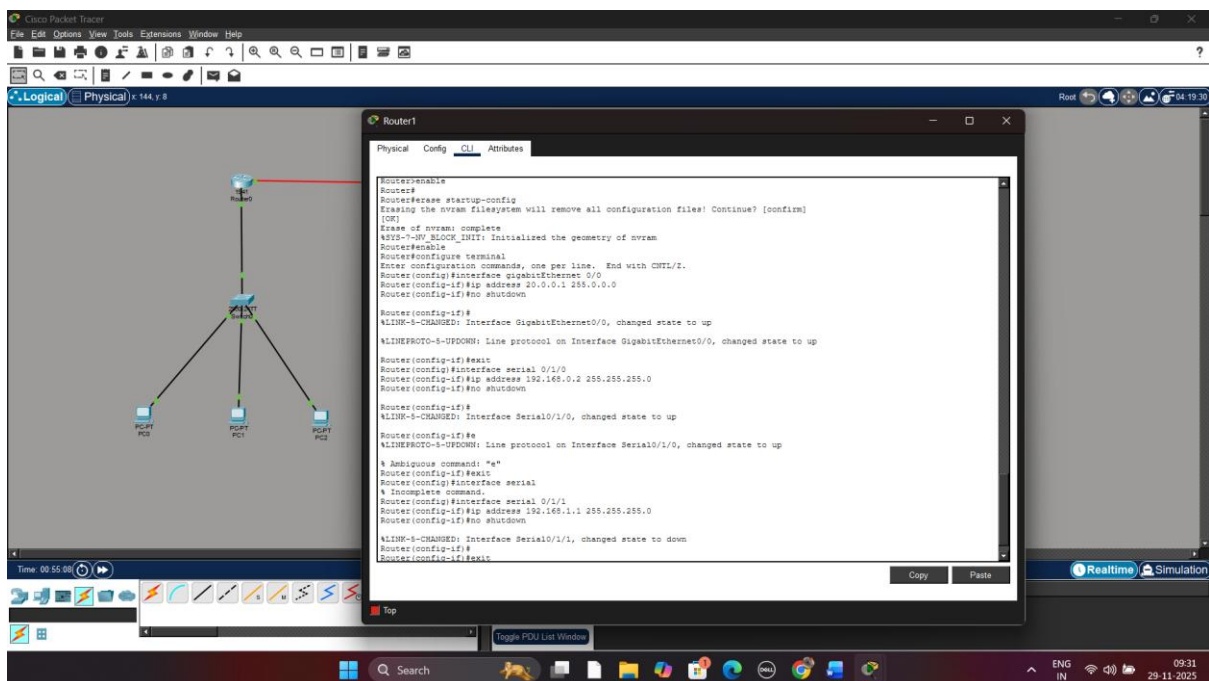 Cisco Packet Tracer
File Edit Options View Tools Extensions Window Help
?
Logical Physical x: 144, y: 8
Root 04:19:30
Router1
Physical Config CLI Attributes
Router>enable
Router#
Router#erase startup-config
Erasing the nvram filesystem will remove all configuration files! Continue? [confirm]
[OK]
Erase of nvram: complete
%SYS-7-NV_BLOCK_INIT: Initialized the geometry of nvram
Router#enable
Router#configure terminal
Enter configuration commands, one per line. End with CNTL/Z.
Router(config)#interface gigabitEthernet 0/0
Router(config-if)#ip address 20.0.0.1 255.0.0.0
Router(config-if)#no shutdown
Router(config-if)#
%LINK-5-CHANGED: Interface GigabitEthernet0/0, changed state to up
%LINEPROTO-5-UPDOWN: Line protocol on Interface GigabitEthernet0/0, changed state to up
Router(config-if)#exit
Router(config)#interface serial 0/1/0
Router(config-if)#ip address 192.168.0.2 255.255.255.0
Router(config-if)#no shutdown
Router(config-if)#
%LINK-5-CHANGED: Interface Serial0/1/0, changed state to up
Router(config-if)#e
%LINEPROTO-5-UPDOWN: Line protocol on Interface Serial0/1/0, changed state to up
% Ambiguous command: "e"
Router(config-if)#exit
Router(config)#interface serial
% Incomplete command.
Router(config)#interface serial 0/1/1
Router(config-if)#ip address 192.168.1.1 255.255.255.0
Router(config-if)#no shutdown
%LINK-5-CHANGED: Interface Serial0/1/1, changed state to down
Router(config-if)#
Router(config-if)#exit
Copy Paste
Top
Router0
PC-PT
PC0
PC-PT
PC1
PC-PT
PC2
Time: 00:55:08
Realtime Simulation
Toggle PDU List Window
Search
DELL
ENG
IN
09:31
29-11-2025